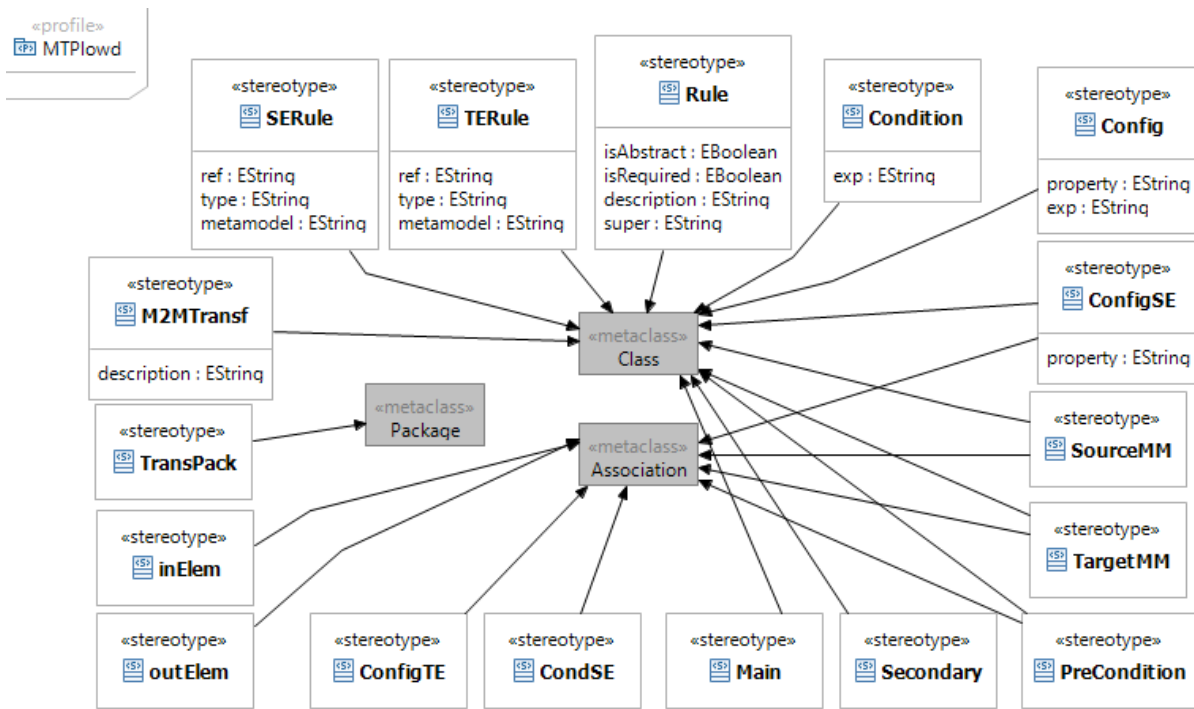 «profile»
MTPlowd
«stereotype»
SERule
ref : EString
type : EString
metamodel : EString
«stereotype»
TERule
ref : EString
type : EString
metamodel : EString
«stereotype»
Rule
isAbstract : EBoolean
isRequired : EBoolean
description : EString
super : EString
«stereotype»
Condition
exp : EString
«stereotype»
Config
property : EString
exp : EString
«stereotype»
M2MTransf
description : EString
«metaclass»
Class
«stereotype»
ConfigSE
property : EString
«stereotype»
TransPack
«metaclass»
Package
«metaclass»
Association
«stereotype»
SourceMM
«stereotype»
inElem
«stereotype»
TargetMM
«stereotype»
outElem
«stereotype»
ConfigTE
«stereotype»
CondSE
«stereotype»
Main
«stereotype»
Secondary
«stereotype»
PreCondition